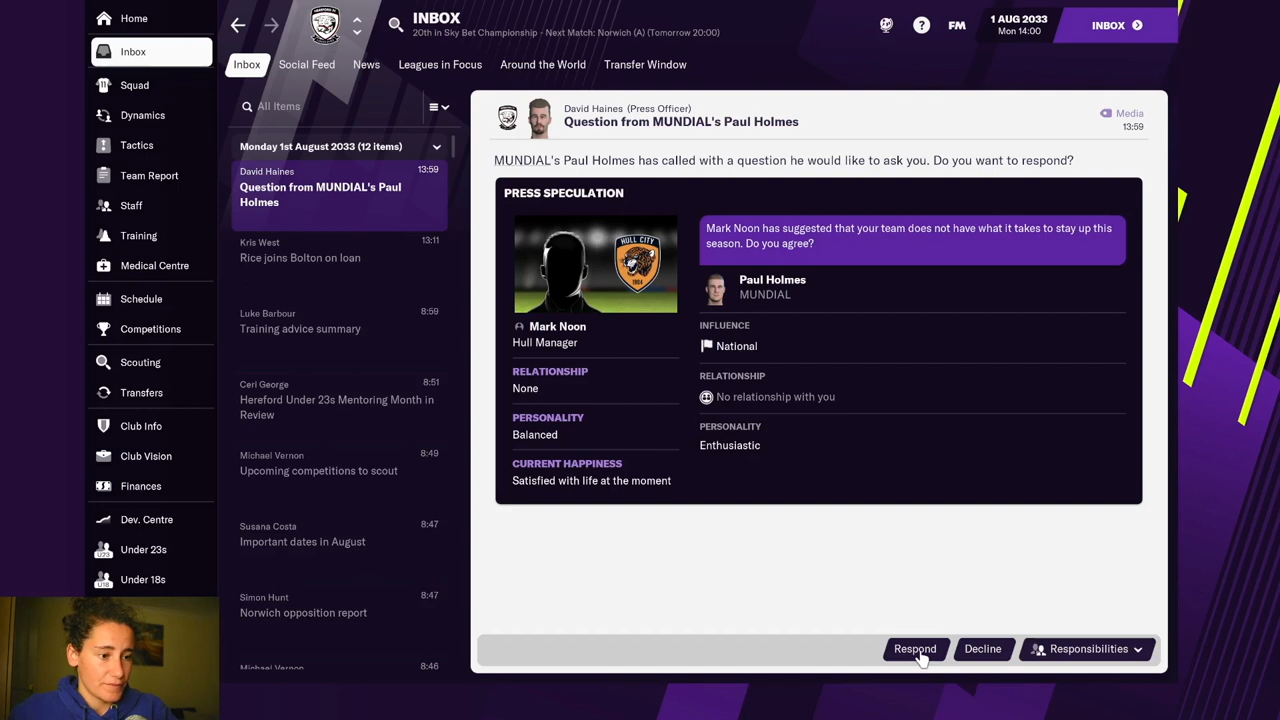 Home
Inbox
Squad
Dynamics
Tactics
Team Report
Staff
Training
Medical Centre
Schedule
Competitions
Scouting
Transfers
Club Info
Club Vision
Finances
Dev. Centre
U23
Under 23s
U18
Under 18s
INBOX
20th in Sky Bet Championship - Next Match: Norwich (A) (Tomorrow 20:00)
FM
1 AUG 2033
Mon 14:00
INBOX
Inbox
Social Feed
News
Leagues in Focus
Around the World
Transfer Window
All Items
Monday 1st August 2033 (12 items)
David Haines
13:59
Question from MUNDIAL's Paul
Holmes
Kris West
13:11
Rice joins Bolton on loan
Luke Barbour
8:59
Training advice summary
Ceri George
8:51
Hereford Under 23s Mentoring Month in
Review
Michael Vernon
8:49
Upcoming competitions to scout
Susana Costa
8:47
Important dates in August
Simon Hunt
8:47
Norwich opposition report
Michael Vernon
8:46
David Haines (Press Officer)
Question from MUNDIAL's Paul Holmes
Media
13:59
MUNDIAL's Paul Holmes has called with a question he would like to ask you. Do you want to respond?
PRESS SPECULATION
HULL CITY
1904
Mark Noon
Hull Manager
RELATIONSHIP
None
PERSONALITY
Balanced
CURRENT HAPPINESS
Satisfied with life at the moment
Mark Noon has suggested that your team does not have what it takes to stay up this
season. Do you agree?
Paul Holmes
MUNDIAL
INFLUENCE
National
RELATIONSHIP
No relationship with you
PERSONALITY
Enthusiastic
Respond
Decline
Responsibilities